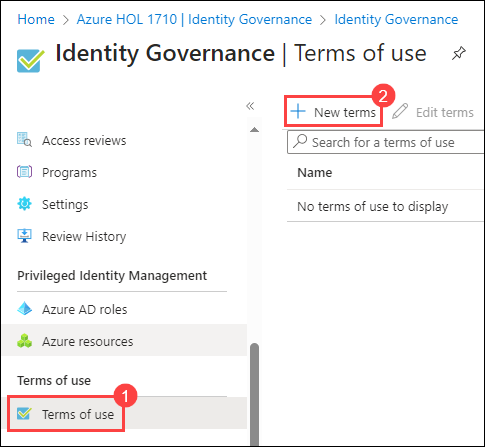 Home > Azure HOL 1710 | Identity Governance > Identity Governance
Identity Governance | Terms of use
«
2
+ New terms
Edit terms
Search for a terms of use
Name
No terms of use to display
Access reviews
Programs
Settings
Review History
Privileged Identity Management
Azure AD roles
Azure resources
Terms of use
1
Terms of use